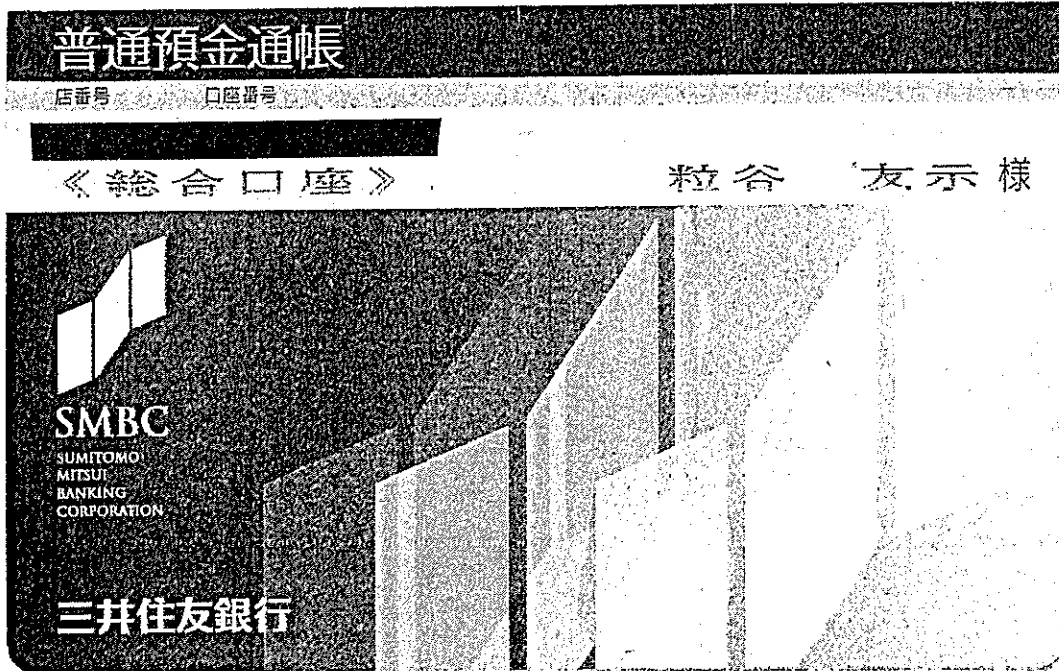 普通預金通帳
店番号 口座番号
≪総合口座≫ 粒谷 友示様
SMBC
SUMITOMO
MITSUI
BANKING
CORPORATION
三井住友銀行